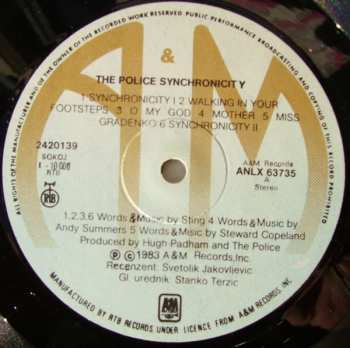 ALL RIGHTS OF THE MANUFACTURER AND OF THE OWNER OF THE RECORDED WORK RESERVED. PUBLIC PERFORMANCE BROADCASTING AND COPYING OF THIS RECORD PROHIBITED
A&M
THE POLICE SYNCHRONICITY
1 SYNCHRONICITY I 2 WALKING IN YOUR
FOOTSTEPS 3 O MY GOD 4 MOTHER 5 MISS
GRADENKO 6 SYNCHRONICITY II
2420139
SOKOJ
RTB
A&M Records
ANLX 63735
A
Stereo
1,2,3,6 Words &Music by Sting 4 Words &Music by
Andy Summers 5 Words &Music by Steward Copeland
Produced by Hugh Padham and The Police
Ⓟ © 1983 A&M Records, Inc.
Recenzent: Svetolik Jakovljevic
Gl. urednik: Stanko Terzic
A&M
MANUFACTURED BY RTB RECORDS UNDER LICENCE FROM A&M RECORDS INC.